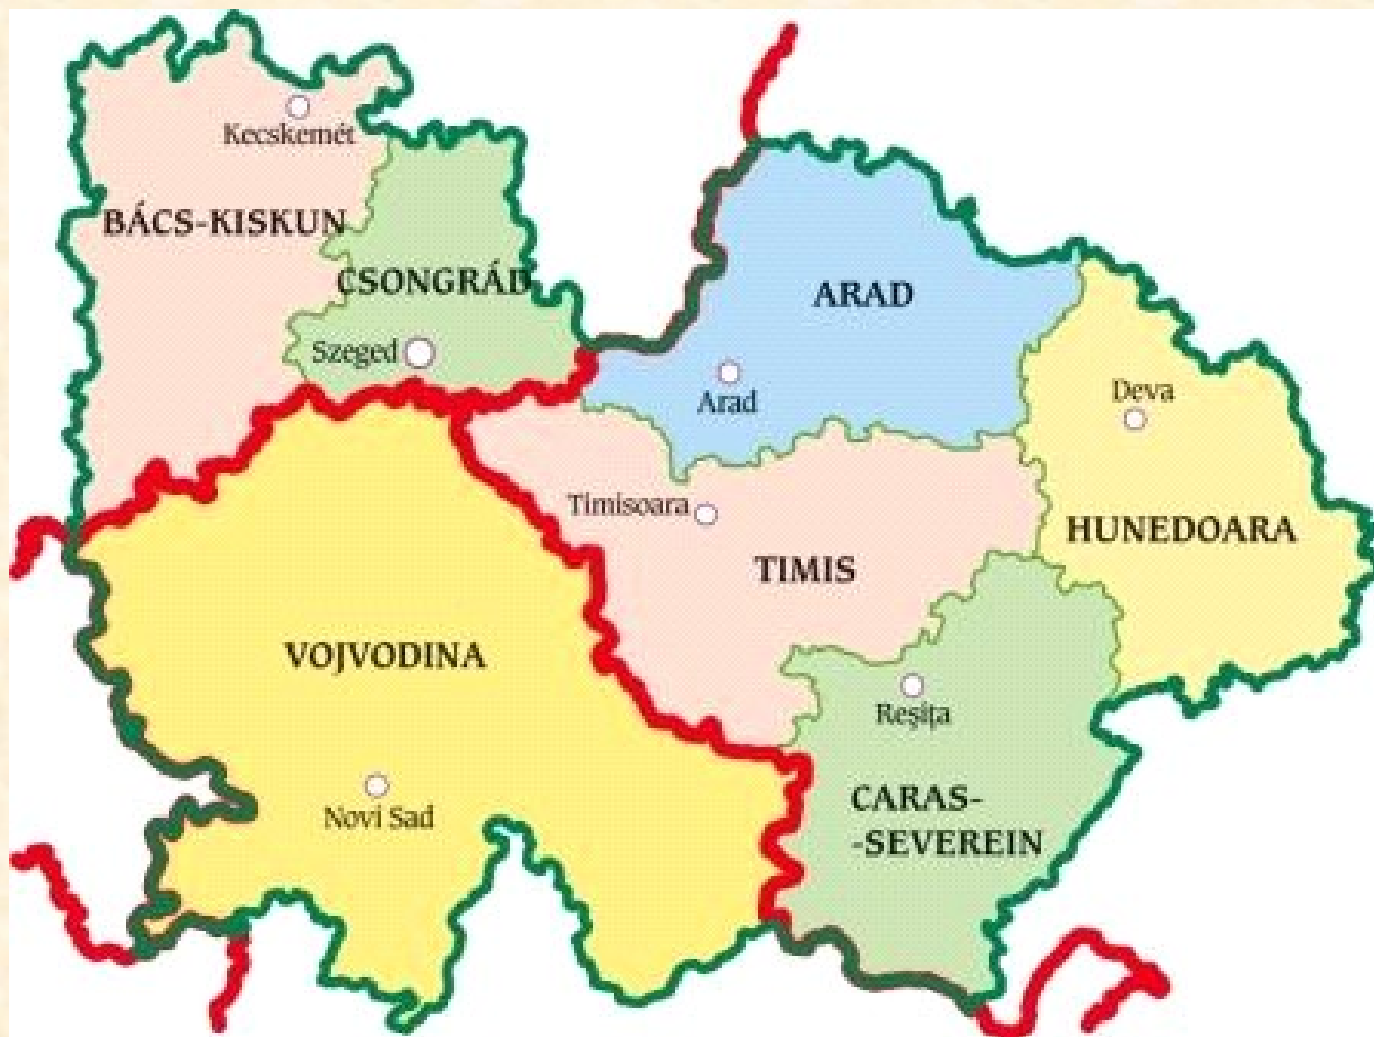 Kecskemét
BÁCS-KISKUN
CSONGRÁD
ARAD
Szeged
Arad
Deva
Timisoara
HUNEDOARA
TIMIS
VOJVODINA
Reşiţa
Novi Sad
CARAS-
-SEVEREIN